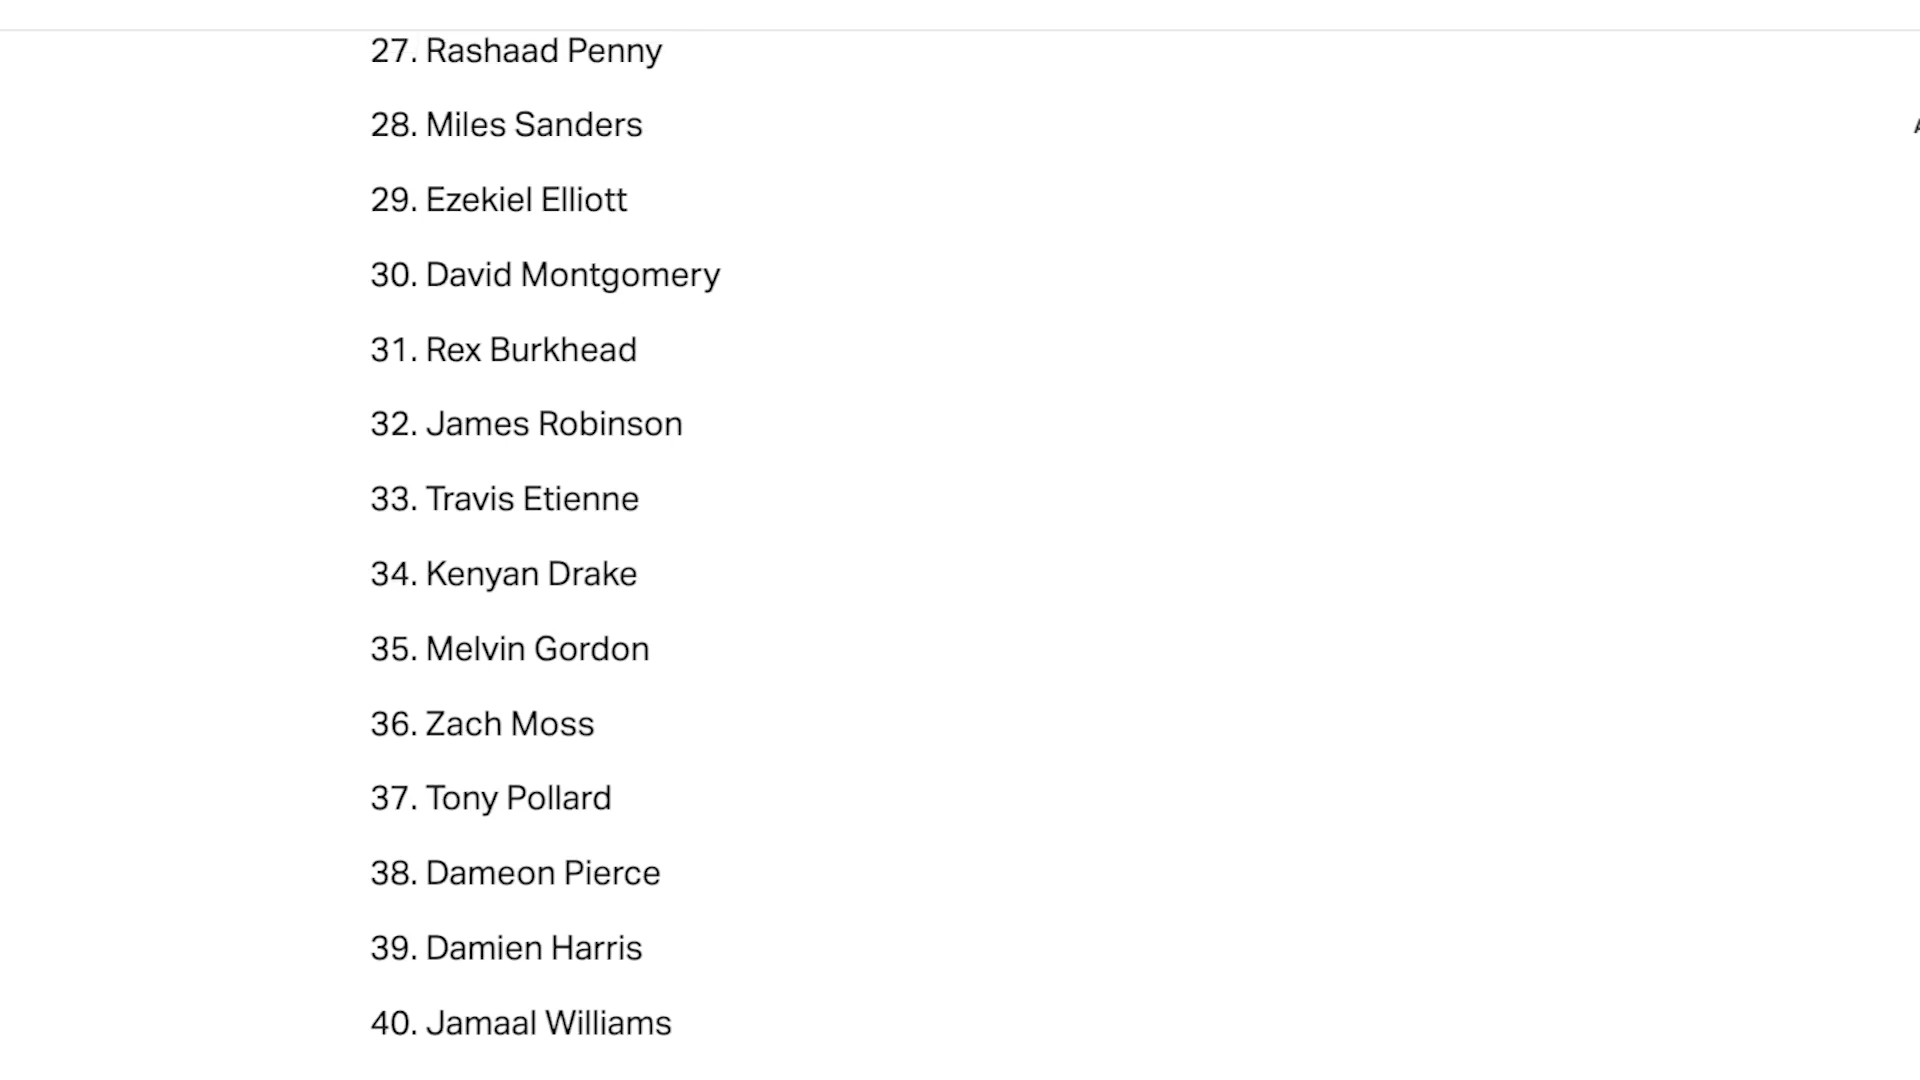 27. Rashaad Penny
28. Miles Sanders
29. Ezekiel Elliott
30. David Montgomery
31. Rex Burkhead
32. James Robinson
33. Travis Etienne
34. Kenyan Drake
35. Melvin Gordon
36. Zach Moss
37. Tony Pollard
38. Dameon Pierce
39. Damien Harris
40. Jamaal Williams